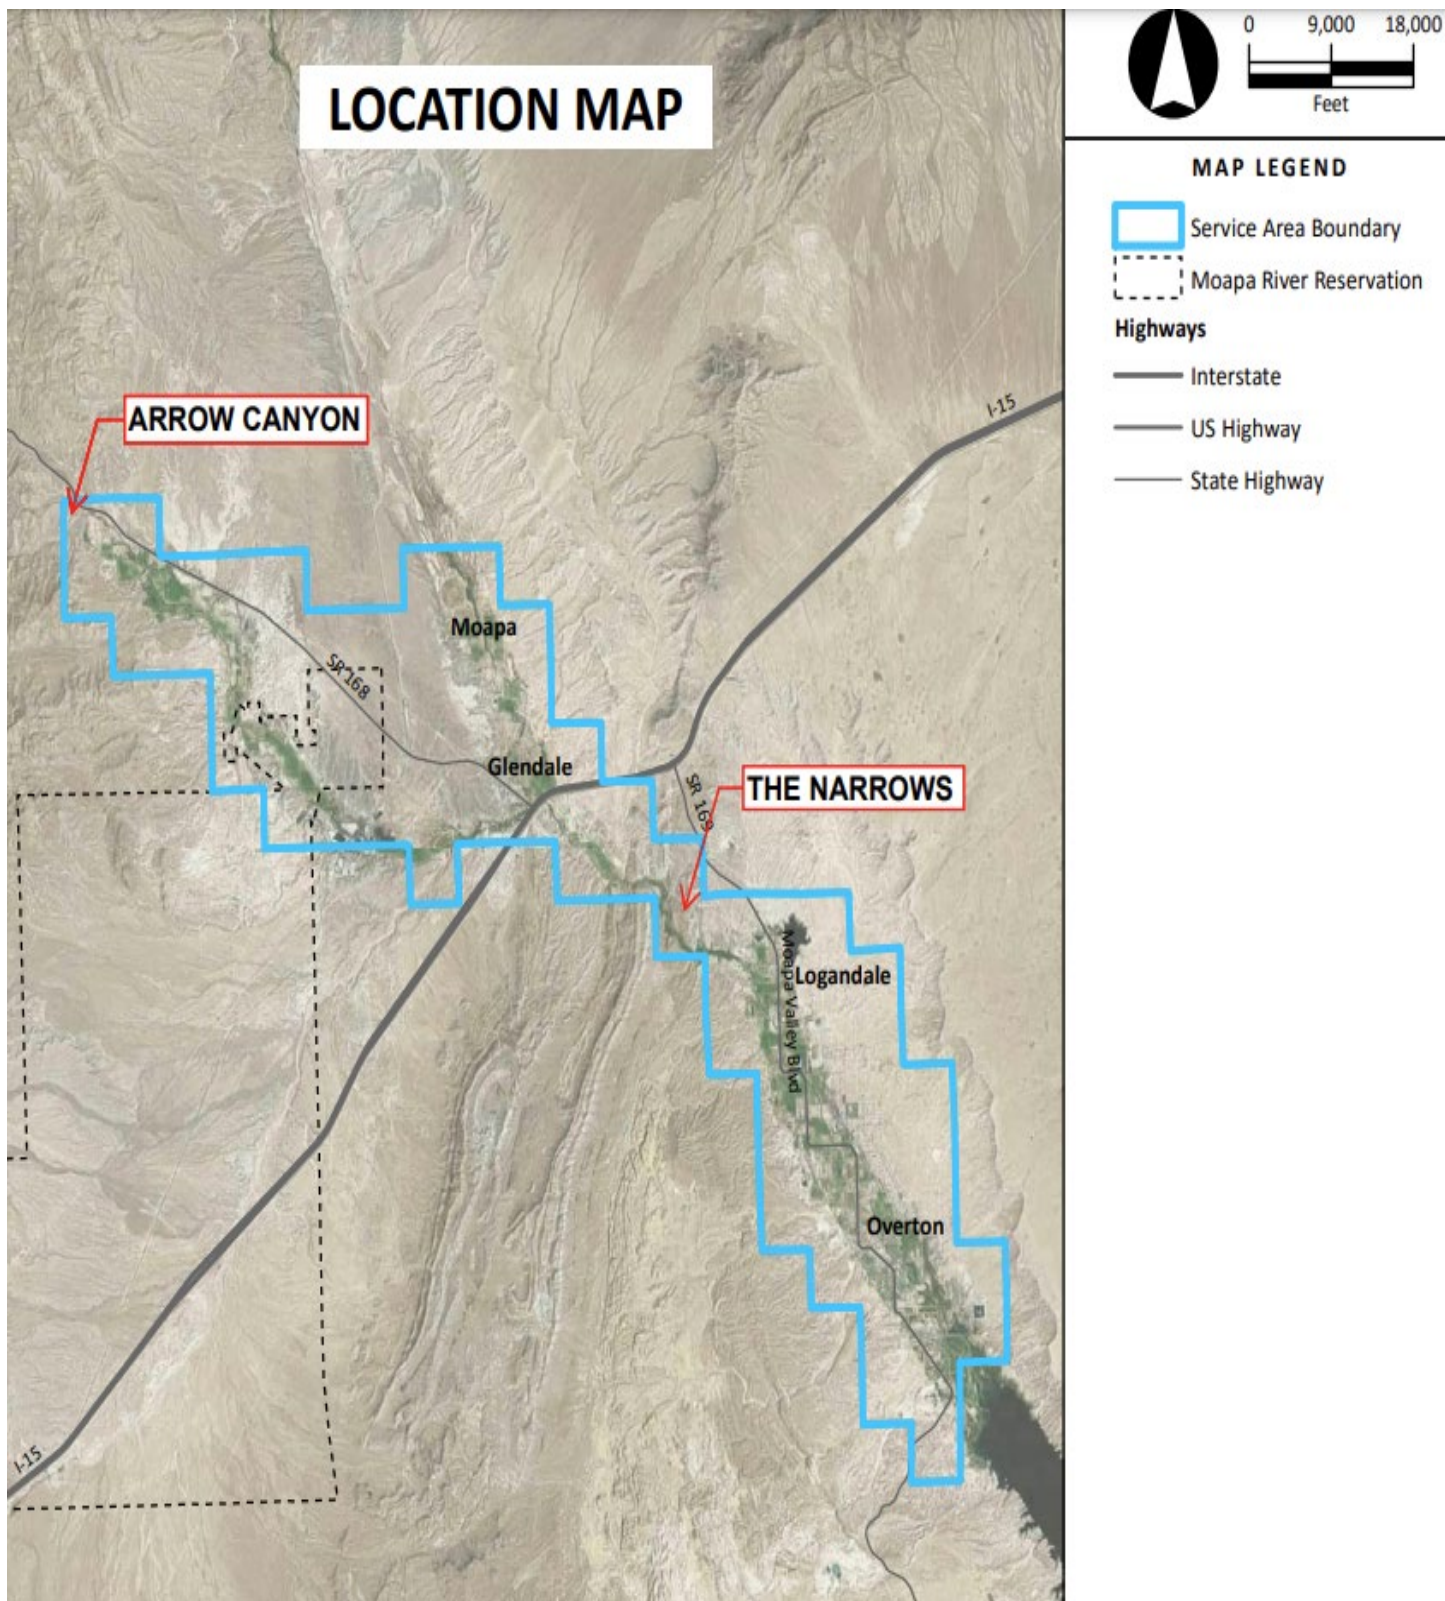 LOCATION MAP
0 9,000 18,000
Feet
MAP LEGEND
Service Area Boundary
Moapa River Reservation
Highways
Interstate
US Highway
State Highway
I-15
ARROW CANYON
Moapa
SR 168
Glendale
SR 169
THE NARROWS
Moapa Valley Blvd
Logandale
Overton
I-15